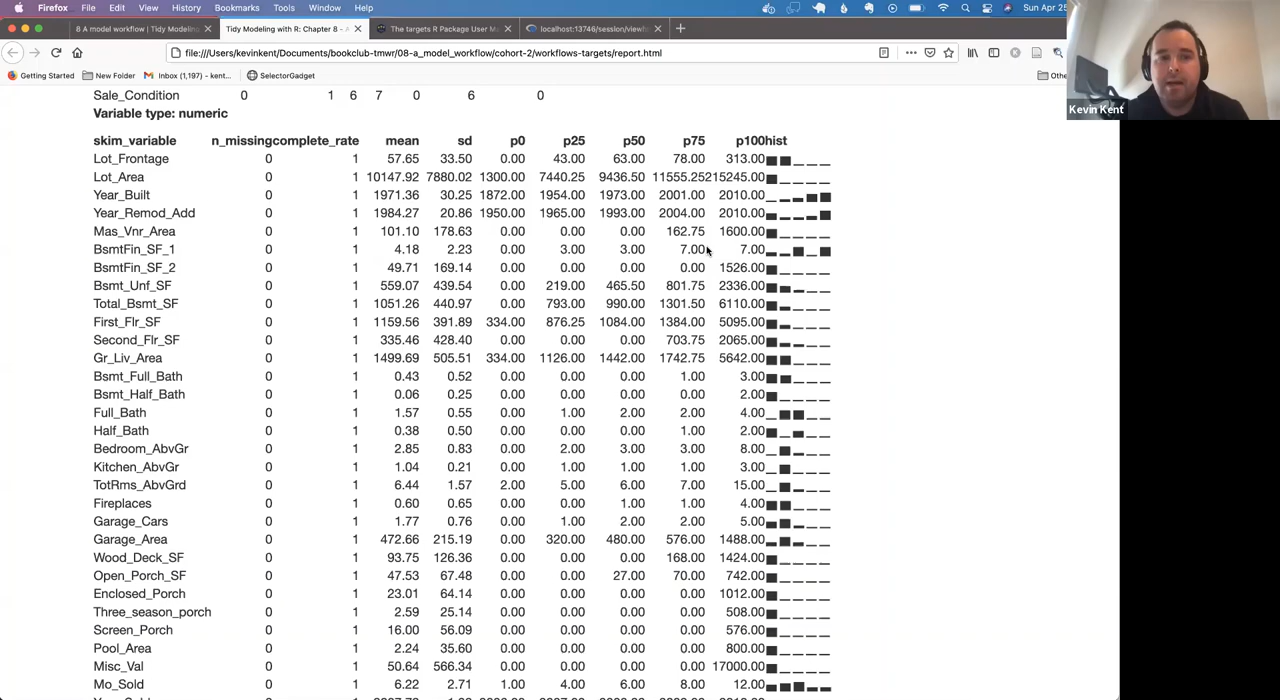 Firefox File Edit View History Bookmarks Tools Window Help Sun Apr 25
8 A model workflow | Tidy Modelin Tidy Modeling with R: Chapter 8 - The targets R Package User M localhost:13746/session/view
file:///Users/kevinkent/Documents/bookclub-tmwr/08-a_model_workflow/cohort-2/workflows-targets/report.html
Getting Started New Folder Inbox (1,197) - kent... SelectorGadget Othe
Kevin Kent
Sale_Condition 0 1 6 7 0 6 0
Variable type: numeric
skim_variable n_missingcomplete_rate mean sd p0 p25 p50 p75 p100hist
Lot_Frontage 0 1 57.65 33.50 0.00 43.00 63.00 78.00 313.00
Lot_Area 0 1 10147.92 7880.02 1300.00 7440.25 9436.50 11555.25215245.00
Year_Built 0 1 1971.36 30.25 1872.00 1954.00 1973.00 2001.00 2010.00
Year_Remod_Add 0 1 1984.27 20.86 1950.00 1965.00 1993.00 2004.00 2010.00
Mas_Vnr_Area 0 1 101.10 178.63 0.00 0.00 0.00 162.75 1600.00
BsmtFin_SF_1 0 1 4.18 2.23 0.00 3.00 3.00 7.00 7.00
BsmtFin_SF_2 0 1 49.71 169.14 0.00 0.00 0.00 0.00 1526.00
Bsmt_Unf_SF 0 1 559.07 439.54 0.00 219.00 465.50 801.75 2336.00
Total_Bsmt_SF 0 1 1051.26 440.97 0.00 793.00 990.00 1301.50 6110.00
First_Flr_SF 0 1 1159.56 391.89 334.00 876.25 1084.00 1384.00 5095.00
Second_Flr_SF 0 1 335.46 428.40 0.00 0.00 0.00 703.75 2065.00
Gr_Liv_Area 0 1 1499.69 505.51 334.00 1126.00 1442.00 1742.75 5642.00
Bsmt_Full_Bath 0 1 0.43 0.52 0.00 0.00 0.00 1.00 3.00
Bsmt_Half_Bath 0 1 0.06 0.25 0.00 0.00 0.00 0.00 2.00
Full_Bath 0 1 1.57 0.55 0.00 1.00 2.00 2.00 4.00
Half_Bath 0 1 0.38 0.50 0.00 0.00 0.00 1.00 2.00
Bedroom_AbvGr 0 1 2.85 0.83 0.00 2.00 3.00 3.00 8.00
Kitchen_AbvGr 0 1 1.04 0.21 0.00 1.00 1.00 1.00 3.00
TotRms_AbvGrd 0 1 6.44 1.57 2.00 5.00 6.00 7.00 15.00
Fireplaces 0 1 0.60 0.65 0.00 0.00 1.00 1.00 4.00
Garage_Cars 0 1 1.77 0.76 0.00 1.00 2.00 2.00 5.00
Garage_Area 0 1 472.66 215.19 0.00 320.00 480.00 576.00 1488.00
Wood_Deck_SF 0 1 93.75 126.36 0.00 0.00 0.00 168.00 1424.00
Open_Porch_SF 0 1 47.53 67.48 0.00 0.00 27.00 70.00 742.00
Enclosed_Porch 0 1 23.01 64.14 0.00 0.00 0.00 0.00 1012.00
Three_season_porch 0 1 2.59 25.14 0.00 0.00 0.00 0.00 508.00
Screen_Porch 0 1 16.00 56.09 0.00 0.00 0.00 0.00 576.00
Pool_Area 0 1 2.24 35.60 0.00 0.00 0.00 0.00 800.00
Misc_Val 0 1 50.64 566.34 0.00 0.00 0.00 0.00 17000.00
Mo_Sold 0 1 6.22 2.71 1.00 4.00 6.00 8.00 12.00